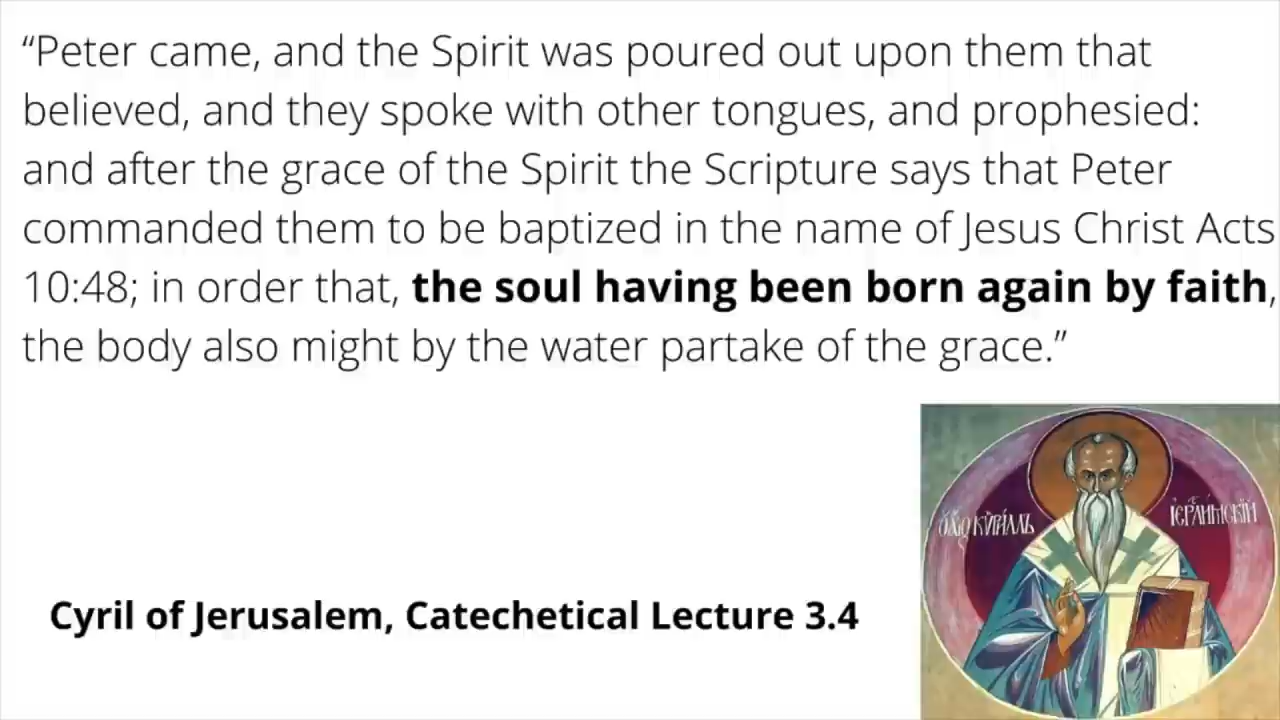 “Peter came, and the Spirit was poured out upon them that
believed, and they spoke with other tongues, and prophesied:
and after the grace of the Spirit the Scripture says that Peter
commanded them to be baptized in the name of Jesus Christ Acts
10:48; in order that, the soul having been born again by faith,
the body also might by the water partake of the grace.”
Cyril of Jerusalem, Catechetical Lecture 3.4